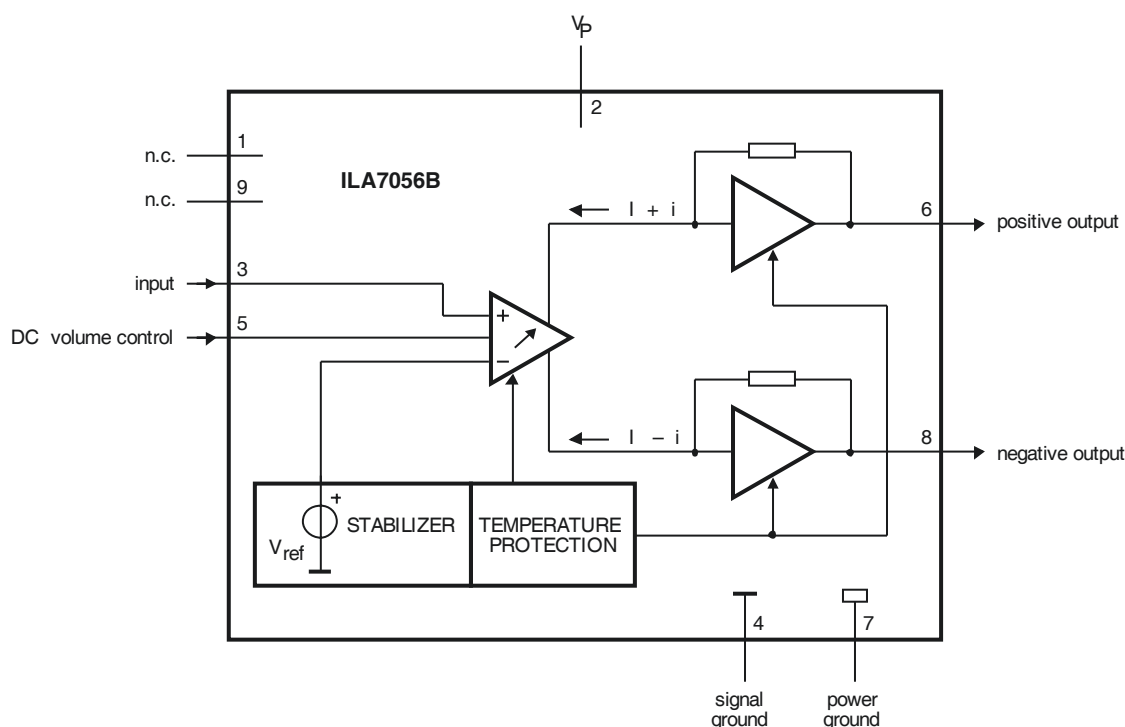 VP
2
1
n.c.
9
n.c.
ILA7056B
I + i
6
positive output
3
input
5
DC volume control
+
−
I − i
8
negative output
+
STABILIZER
Vref
TEMPERATURE
PROTECTION
4
7
signal
ground
power
ground